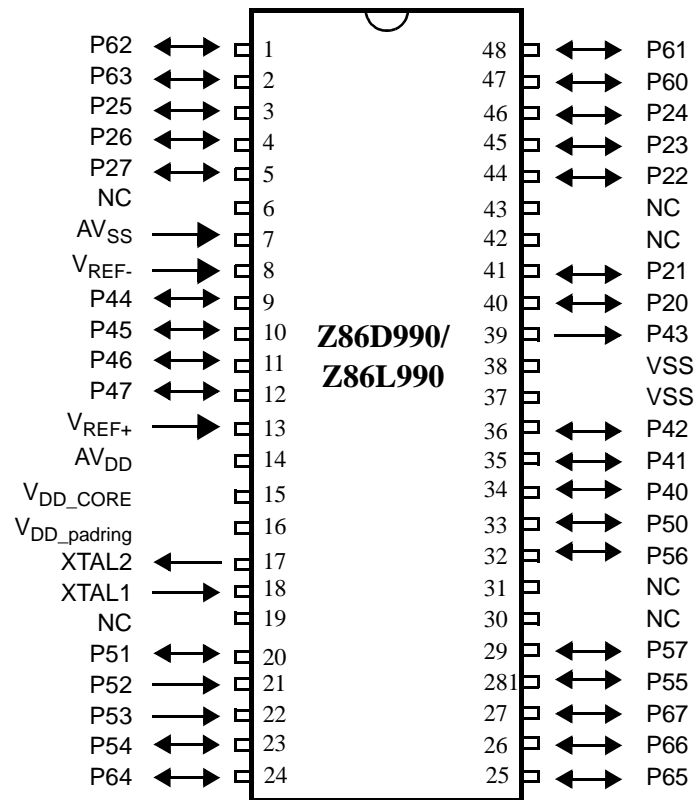 P62 1 48 P61
P63 2 47 P60
P25 3 46 P24
P26 4 45 P23
P27 5 44 P22
NC 6 43 NC
AVSS 7 42 NC
VREF- 8 41 P21
P44 9 40 P20
P45 10 Z86D990/ 39 P43
P46 11 Z86L990 38 VSS
P47 12 37 VSS
VREF+ 13 36 P42
AVDD 14 35 P41
VDD_CORE 15 34 P40
VDD_padring 16 33 P50
XTAL2 17 32 P56
XTAL1 18 31 NC
NC 19 30 NC
P51 20 29 P57
P52 21 281 P55
P53 22 27 P67
P54 23 26 P66
P64 24 25 P65